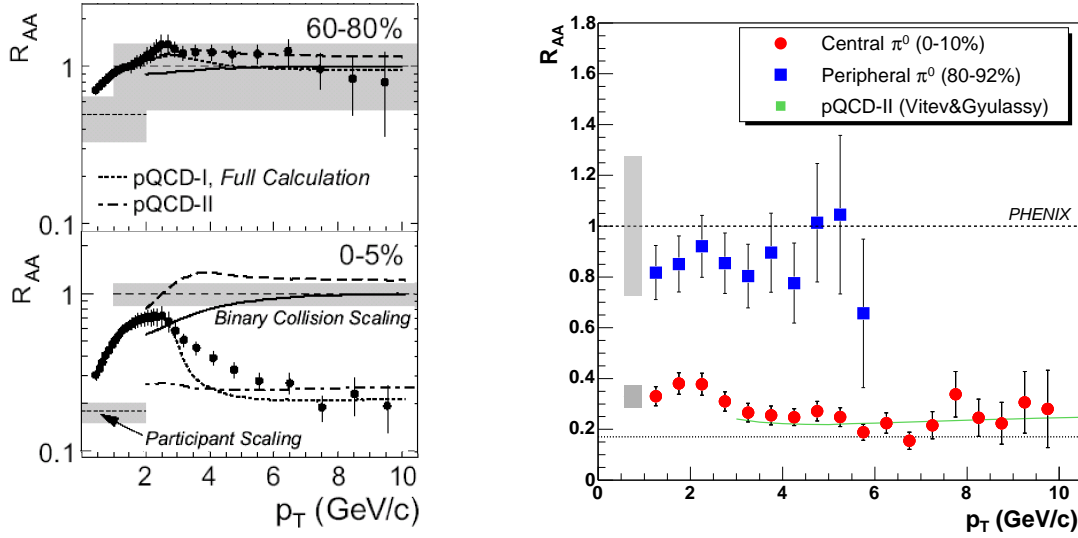 R_AA
60-80%
1
pQCD-I, Full Calculation
pQCD-II
0.1
R_AA
0-5%
1
Binary Collision Scaling
Participant Scaling
0.1
2 4 6 8 10
p_T (GeV/c)
R_AA
1.8
1.6
1.4
1.2
1
0.8
0.6
0.4
0.2
0
Central π⁰ (0-10%)
Peripheral π⁰ (80-92%)
pQCD-II (Vitev&Gyulassy)
PHENIX
0 2 4 6 8 10
p_T (GeV/c)